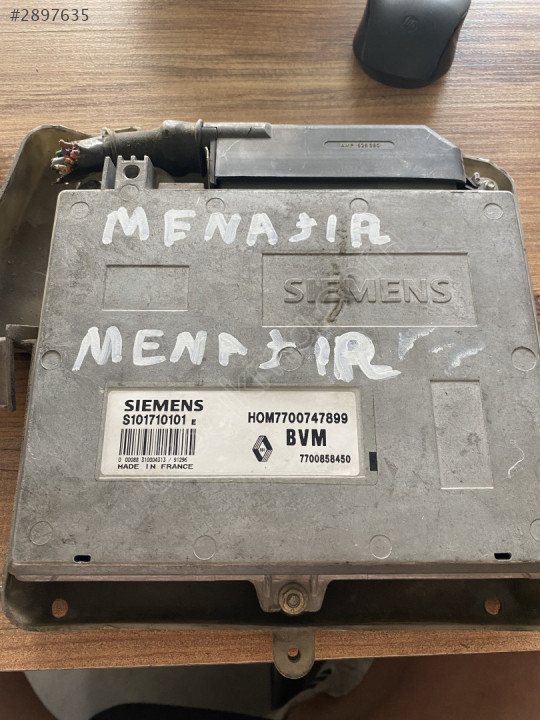 #2897635
MENAJIR
SIEMENS
MENAJIR
SIEMENS
S101710101 E
HOM7700747899
BVM
7700858450
MADE IN FRANCE